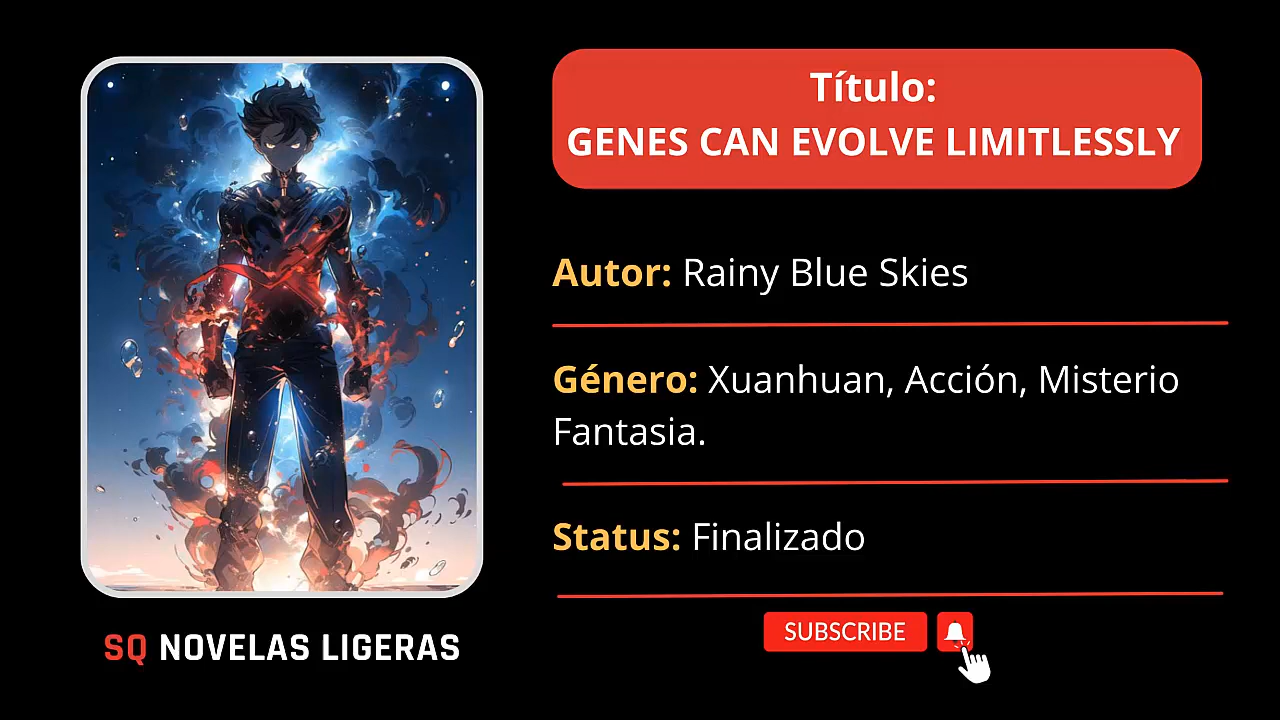 Título:
GENES CAN EVOLVE LIMITLESSLY
Autor: Rainy Blue Skies
Género: Xuanhuan, Acción, Misterio
Fantasia.
Status: Finalizado
SUBSCRIBE
SQ NOVELAS LIGERAS